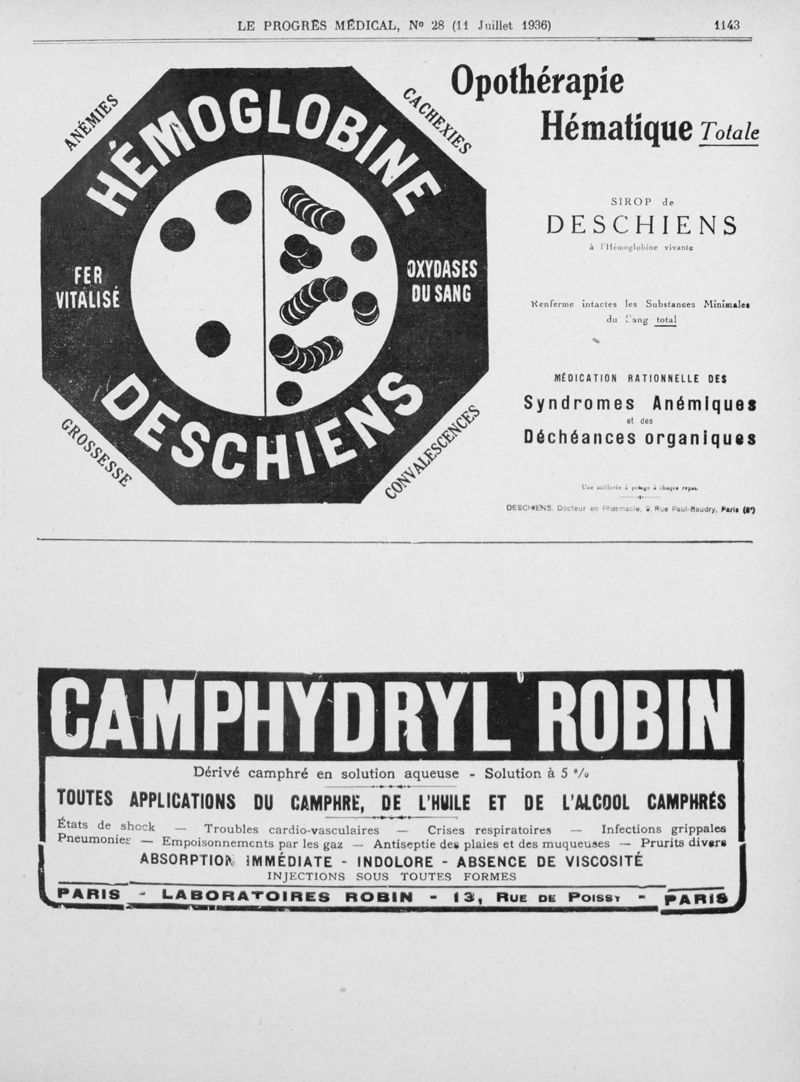 LE PROGRÈS MÉDICAL, No 28 (11 Juillet 1936)
1143
ANÉMIES
CACHEXIES
HÉMOGLOBINE
FER
VITALISÉ
OXYDASES
DU SANG
DESCHIENS
GROSSESSE
CONVALESCENCES
Opothérapie
Hématique Totale
SIROP de
DESCHIENS
à l'Hémoglobine vivante
Renferme intactes les Substances Minimales
du Sang total
MÉDICATION RATIONNELLE DES
Syndromes Anémiques
et des
Déchéances organiques
Une cuillerée à potage à chaque repas.
DESCHIENS, Docteur en Pharmacie, 9, Rue Paul-Baudry, Paris (8e)
CAMPHYDRYL ROBIN
Dérivé camphré en solution aqueuse - Solution à 5 %
TOUTES APPLICATIONS DU CAMPHRE, DE L'HUILE ET DE L'ALCOOL CAMPHRÉS
États de shock — Troubles cardio-vasculaires — Crises respiratoires — Infections grippales
Pneumonies — Empoisonnements par les gaz — Antiseptie des plaies et des muqueuses — Prurits divers
ABSORPTION IMMÉDIATE - INDOLORE - ABSENCE DE VISCOSITÉ
INJECTIONS SOUS TOUTES FORMES
PARIS - LABORATOIRES ROBIN - 13, RUE DE POISSY - PARIS